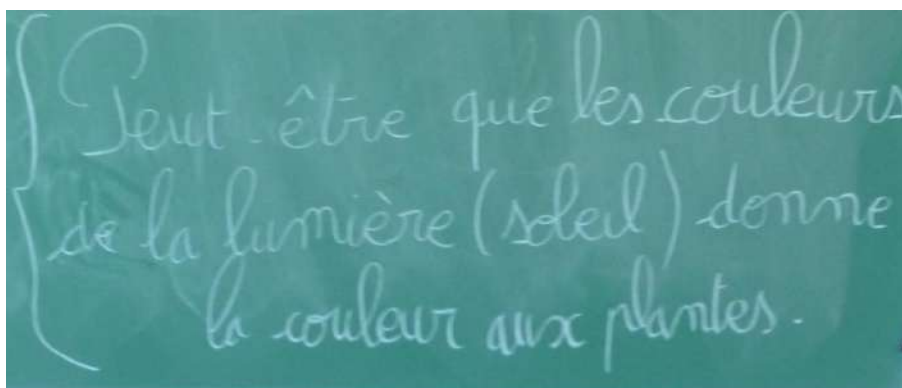 Peut-être que les couleurs
de la lumière (soleil) donne
la couleur aux plantes.